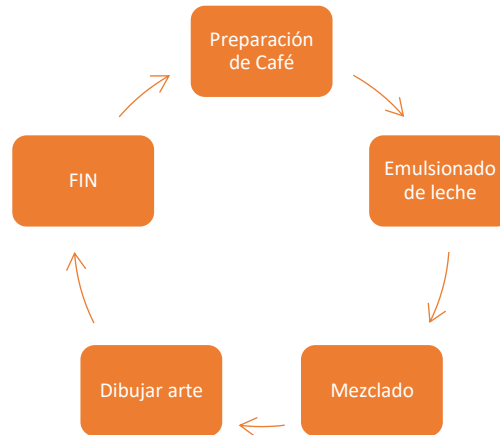 Preparación
de Café
Emulsionado
de leche
Mezclado
Dibujar arte
FIN